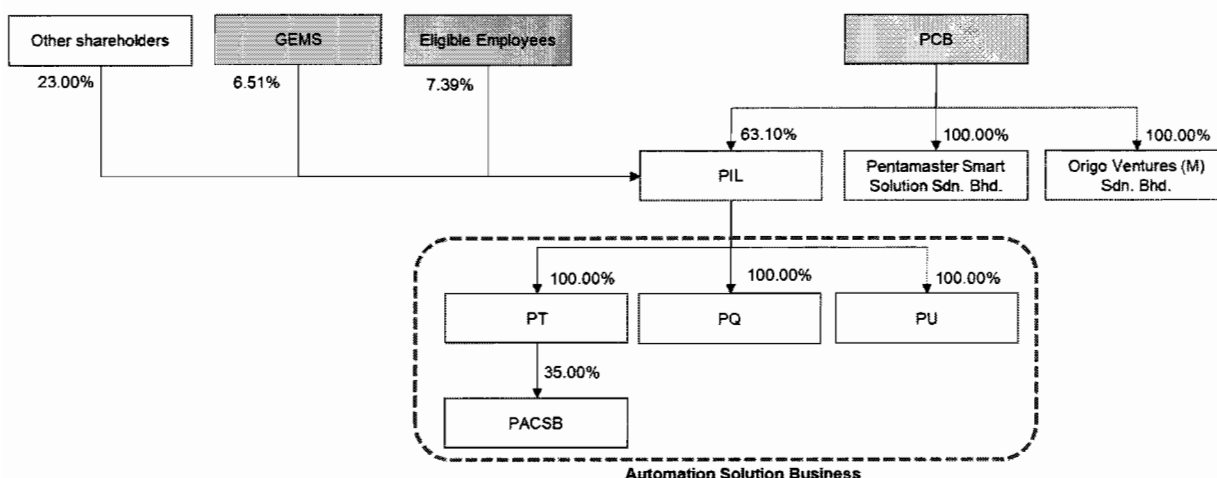 Other shareholders
GEMS
Eligible Employees
PCB
23.00%
6.51%
7.39%
63.10%
100.00%
100.00%
PIL
Pentamaster Smart
Solution Sdn. Bhd.
Origo Ventures (M)
Sdn. Bhd.
100.00%
100.00%
100.00%
PT
PQ
PU
35.00%
PACSB
Automation Solution Business